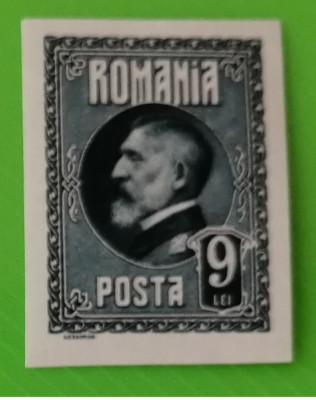 ROMANIA
POSTA
9
LEI